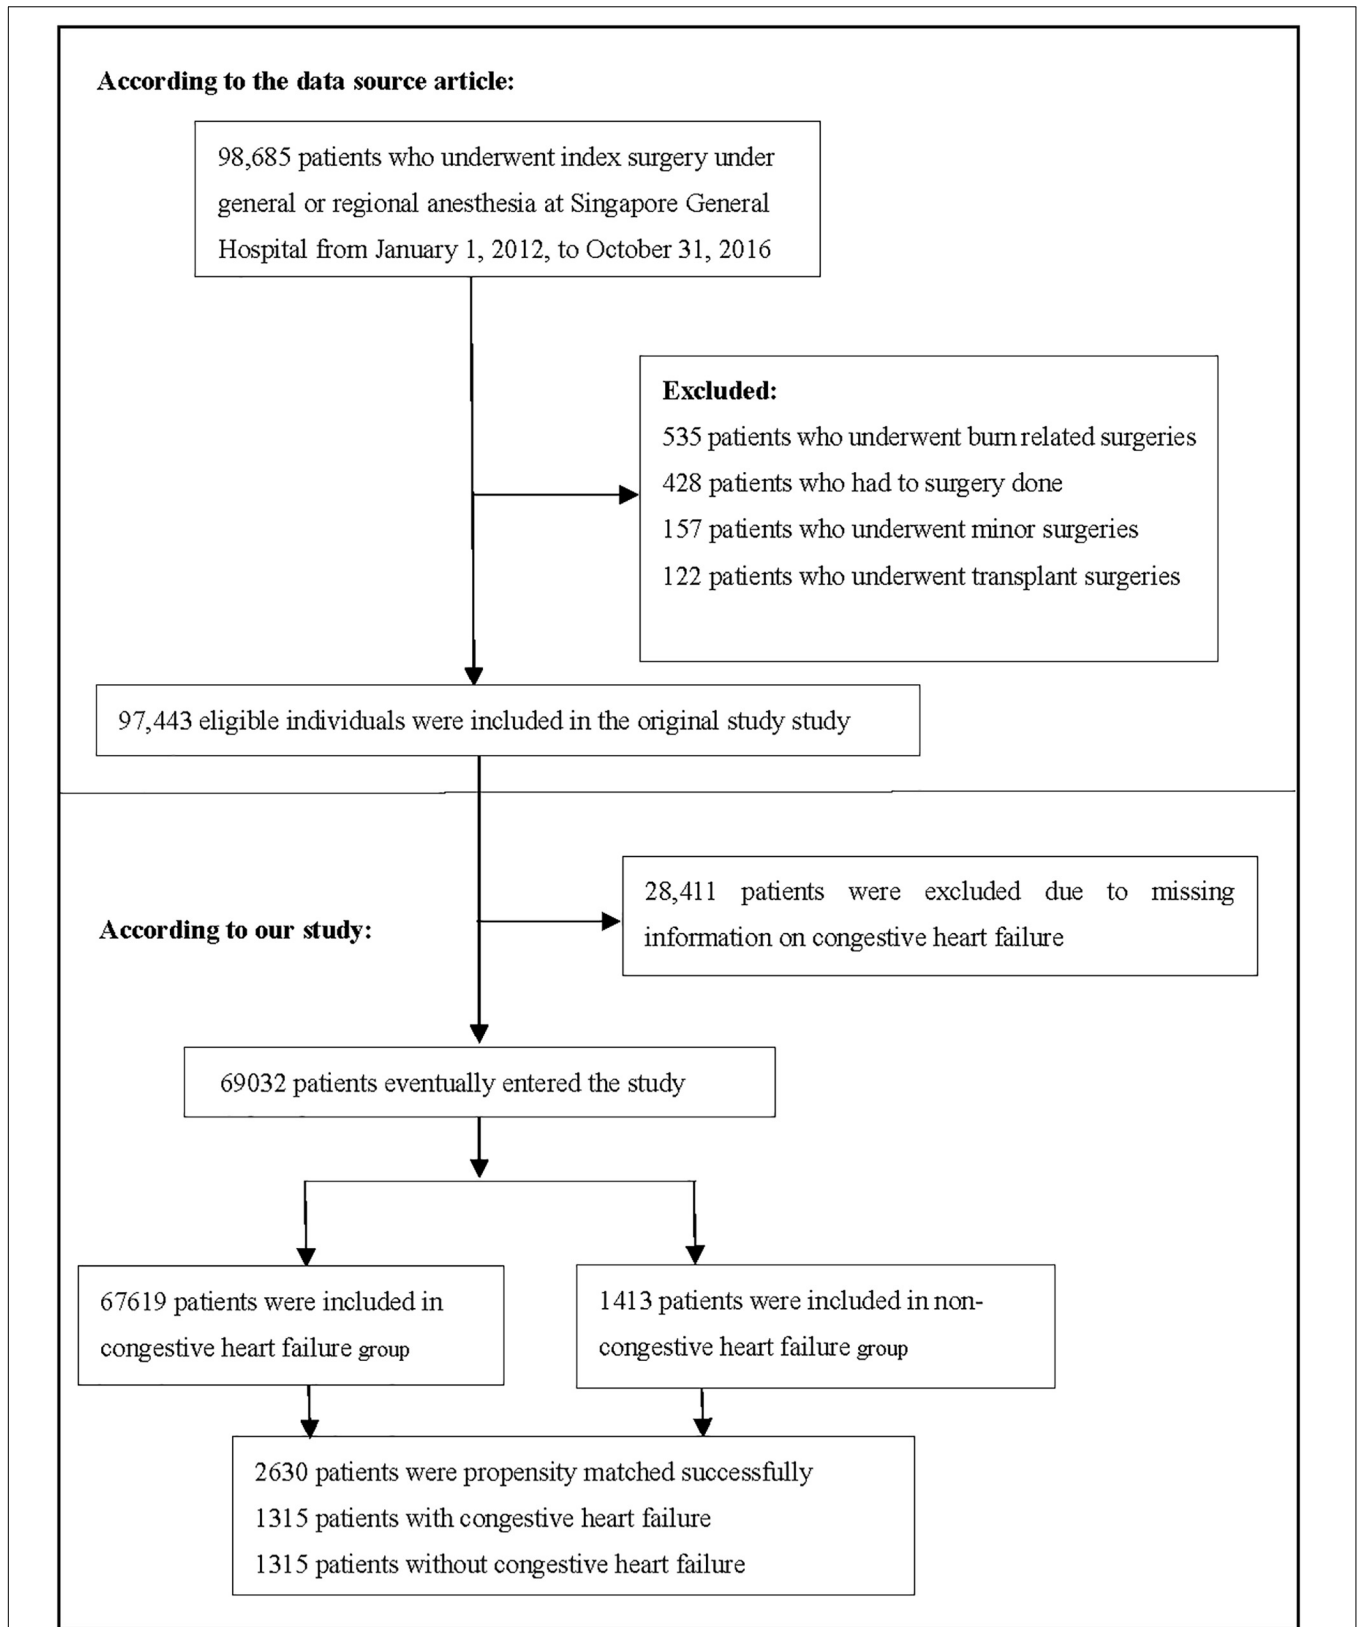 According to the data source article:
98,685 patients who underwent index surgery under
general or regional anesthesia at Singapore General
Hospital from January 1, 2012, to October 31, 2016
Excluded:
535 patients who underwent burn related surgeries
428 patients who had to surgery done
157 patients who underwent minor surgeries
122 patients who underwent transplant surgeries
97,443 eligible individuals were included in the original study study
28,411 patients were excluded due to missing
information on congestive heart failure
According to our study:
69032 patients eventually entered the study
67619 patients were included in
congestive heart failure group
1413 patients were included in non-
congestive heart failure group
2630 patients were propensity matched successfully
1315 patients with congestive heart failure
1315 patients without congestive heart failure